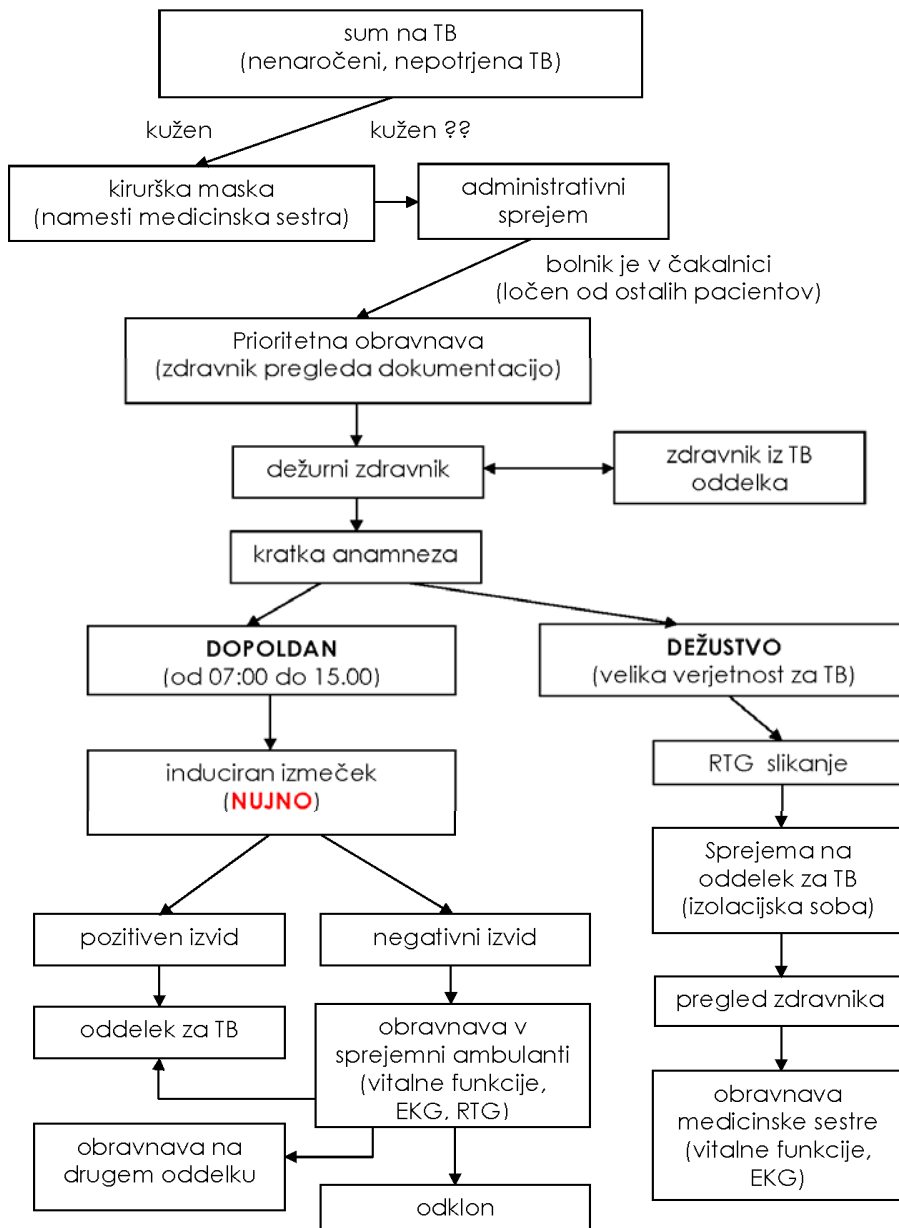 sum na TB
(nenaročeni, nepotrjena TB)
kužen
kužen ??
kirurška maska
(namesti medicinska sestra)
administrativni
sprejem
bolnik je v čakalnici
(ločen od ostalih pacientov)
Prioritetna obravnava
(zdravnik pregleda dokumentacijo)
dežurni zdravnik
zdravnik iz TB
oddelka
kratka anamneza
DOPOLDAN
(od 07:00 do 15.00)
DEŽUSTVO
(velika verjetnost za TB)
induciran izmeček
(NUJNO)
RTG slikanje
Sprejema na
oddelek za TB
(izolacijska soba)
pozitiven izvid
negativni izvid
pregled zdravnika
oddelek za TB
obravnava v
sprejemni ambulanti
(vitalne funkcije,
EKG, RTG)
obravnava
medicinske sestre
(vitalne funkcije,
EKG)
obravnava na
drugem oddelku
odklon